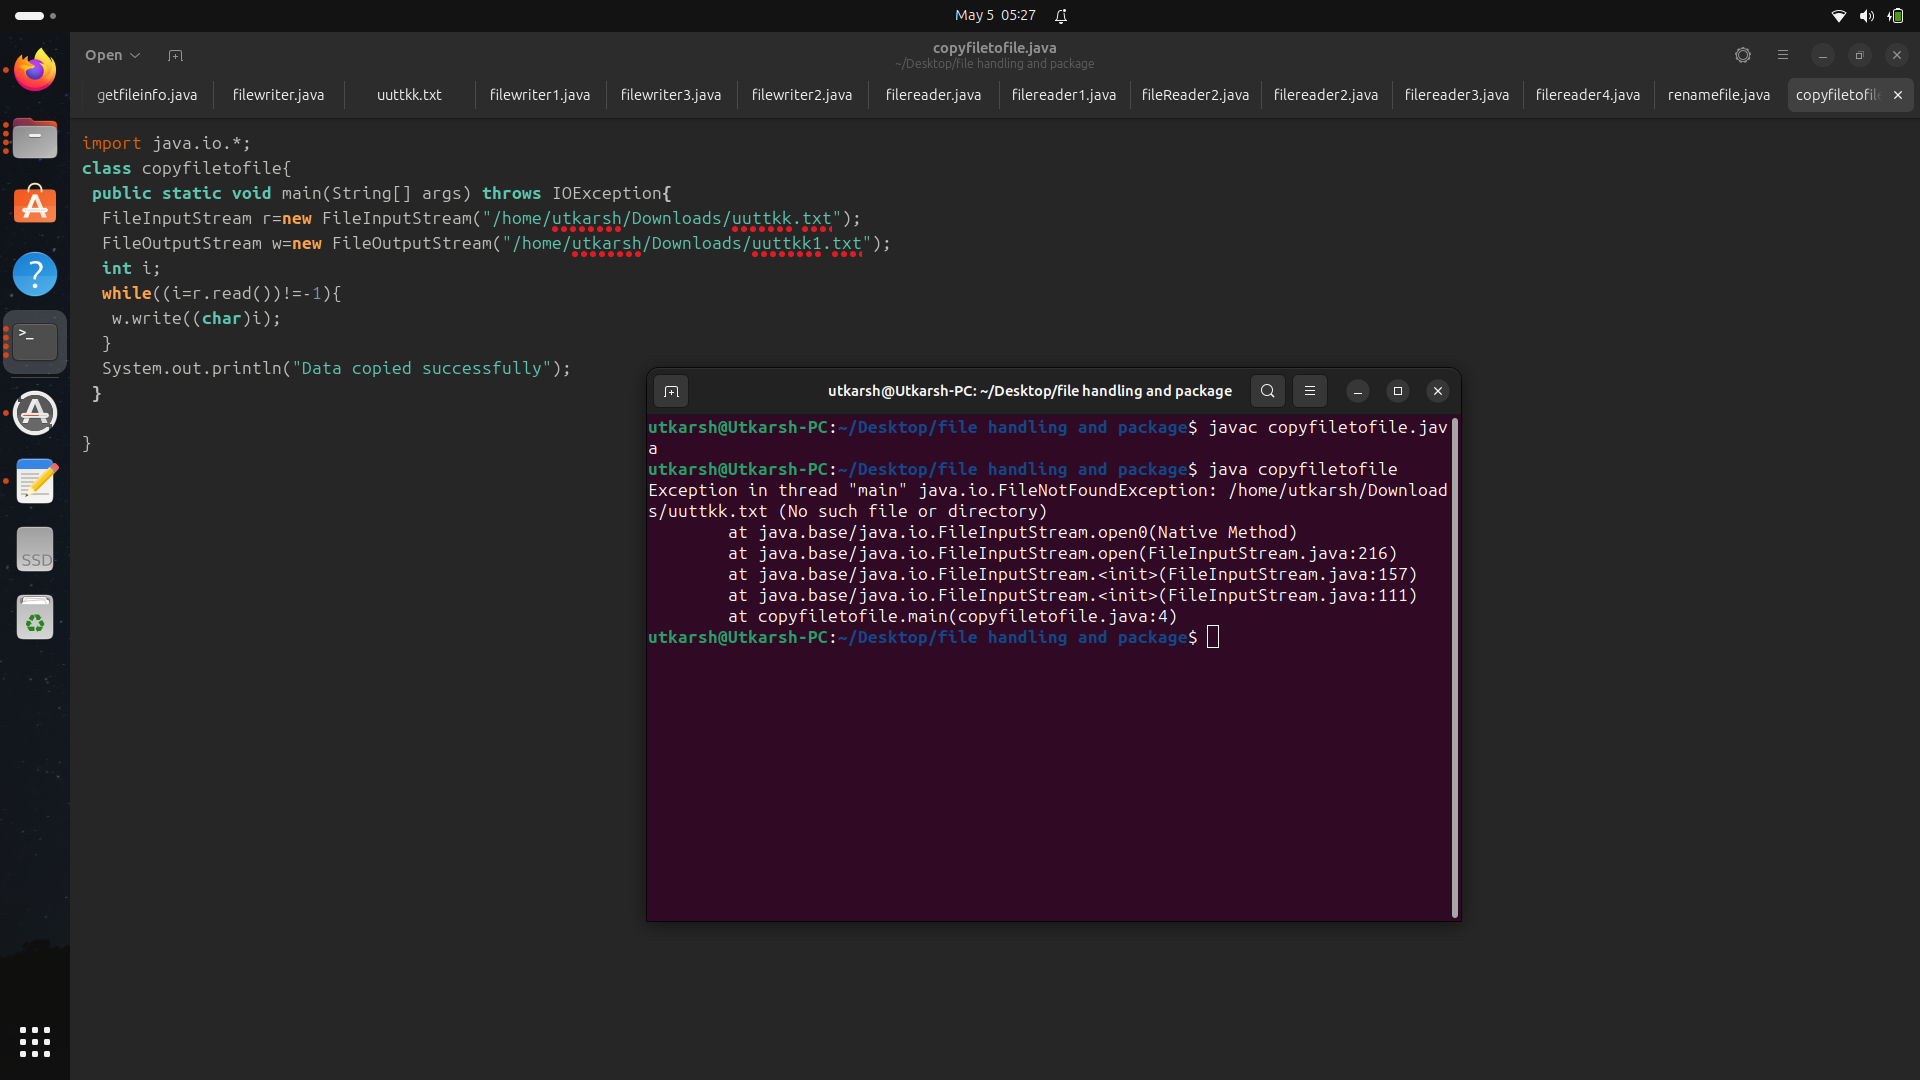 May 5 05:27
Open
copyfiletofile.java
~/Desktop/file handling and package
getfileinfo.java filewriter.java uuttkk.txt filewriter1.java filewriter3.java filewriter2.java filereader.java filereader1.java fileReader2.java filereader2.java filereader3.java filereader4.java renamefile.java copyfiletofile
import java.io.*;
class copyfiletofile{
public static void main(String[] args) throws IOException{
FileInputStream r=new FileInputStream("/home/utkarsh/Downloads/uuttkk.txt");
FileOutputStream w=new FileOutputStream("/home/utkarsh/Downloads/uuttkk1.txt");
int i;
while((i=r.read())!=-1){
w.write((char)i);
}
System.out.println("Data copied successfully");
}
}
utkarsh@Utkarsh-PC: ~/Desktop/file handling and package
utkarsh@Utkarsh-PC:~/Desktop/file handling and package$ javac copyfiletofile.jav
a
utkarsh@Utkarsh-PC:~/Desktop/file handling and package$ java copyfiletofile
Exception in thread "main" java.io.FileNotFoundException: /home/utkarsh/Download
s/uuttkk.txt (No such file or directory)
at java.base/java.io.FileInputStream.open0(Native Method)
at java.base/java.io.FileInputStream.open(FileInputStream.java:216)
at java.base/java.io.FileInputStream.<init>(FileInputStream.java:157)
at java.base/java.io.FileInputStream.<init>(FileInputStream.java:111)
at copyfiletofile.main(copyfiletofile.java:4)
utkarsh@Utkarsh-PC:~/Desktop/file handling and package$
SSD